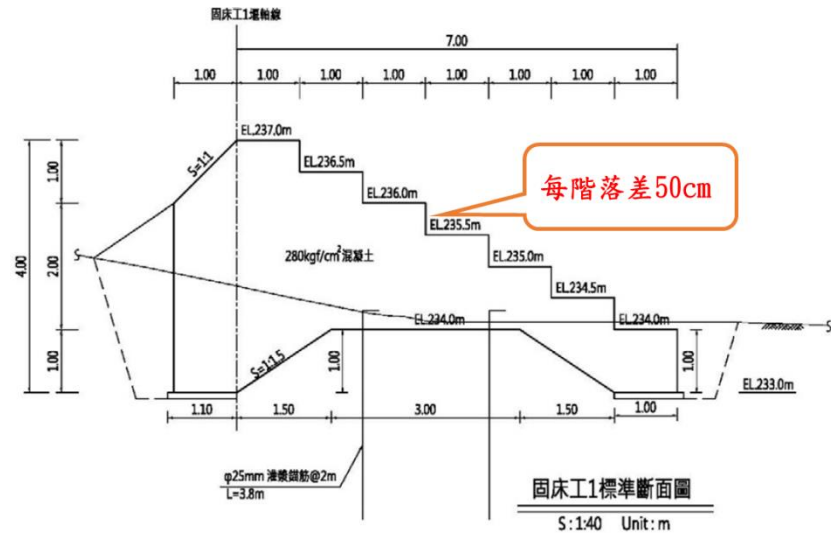 固床工1堰軸線
7.00
1.00 1.00 1.00 1.00 1.00 1.00 1.00 1.00
EL.237.0m
S=1:1
EL.236.5m
每階落差50cm
1.00
EL.236.0m
EL.235.5m
280kgf/cm²混凝土
EL.235.0m
4.00
2.00
EL.234.5m
S
EL.234.0m
EL.234.0m
S
S=1:1.5
1.00
1.00
1.00
EL.233.0m
1.10 1.50 3.00 1.50 1.00
φ25mm 灌漿錨筋@2m
L=3.8m
固床工1標準斷面圖
S:1:40 Unit:m